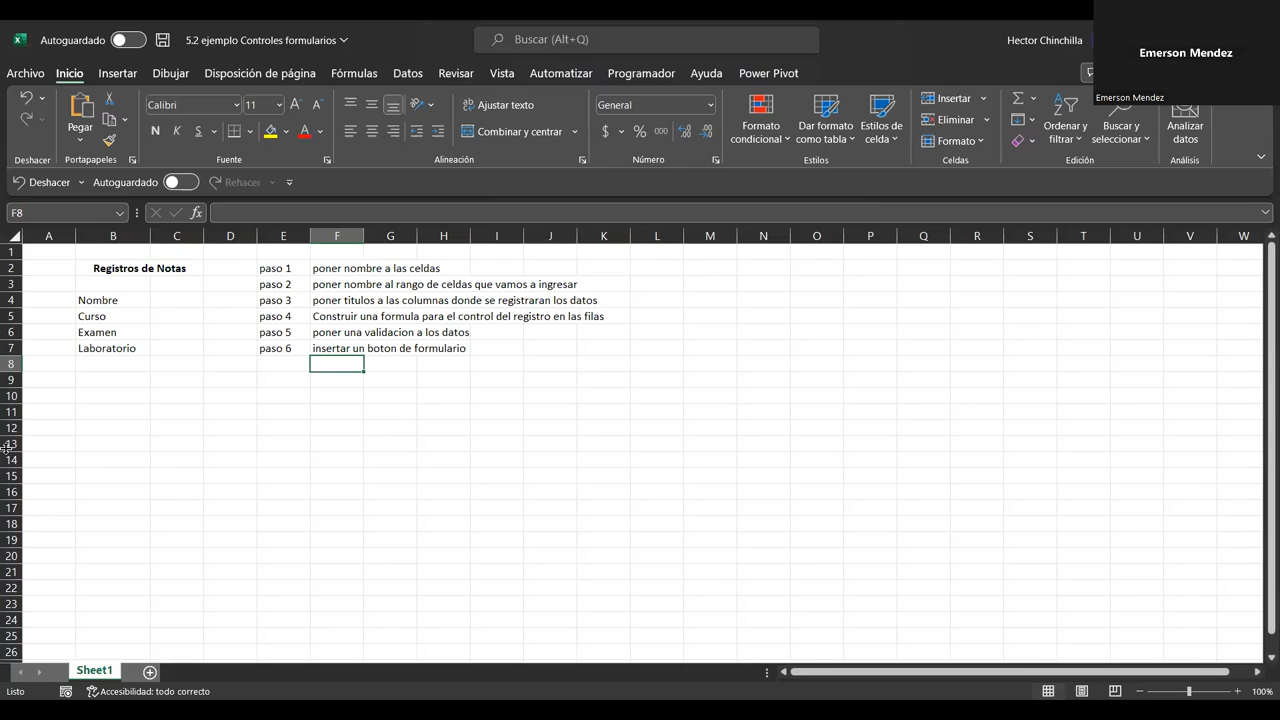 Autoguardado
5.2 ejemplo Controles formularios
Buscar (Alt+Q)
Hector Chinchilla
Emerson Mendez
Emerson Mendez
Archivo Inicio Insertar Dibujar Disposición de página Fórmulas Datos Revisar Vista Automatizar Programador Ayuda Power Pivot
Pegar
Deshacer
Portapapeles
Calibri 11
N K S
Fuente
Ajustar texto
Combinar y centrar
Alineación
General
$ % 000
Número
Formato condicional
Dar formato como tabla
Estilos de celda
Estilos
Insertar
Eliminar
Formato
Celdas
Ordenar y filtrar
Buscar y seleccionar
Edición
Analizar datos
Análisis
Deshacer Autoguardado Rehacer
F8 fx
A B C D E F G H I J K L M N O P Q R S T U V W
1
2 Registros de Notas paso 1 poner nombre a las celdas
3 paso 2 poner nombre al rango de celdas que vamos a ingresar
4 Nombre paso 3 poner titulos a las columnas donde se registraran los datos
5 Curso paso 4 Construir una formula para el control del registro en las filas
6 Examen paso 5 poner una validacion a los datos
7 Laboratorio paso 6 insertar un boton de formulario
8
9
10
11
12
13
14
15
16
17
18
19
20
21
22
23
24
25
26
Sheet1
Listo Accesibilidad: todo correcto 100%